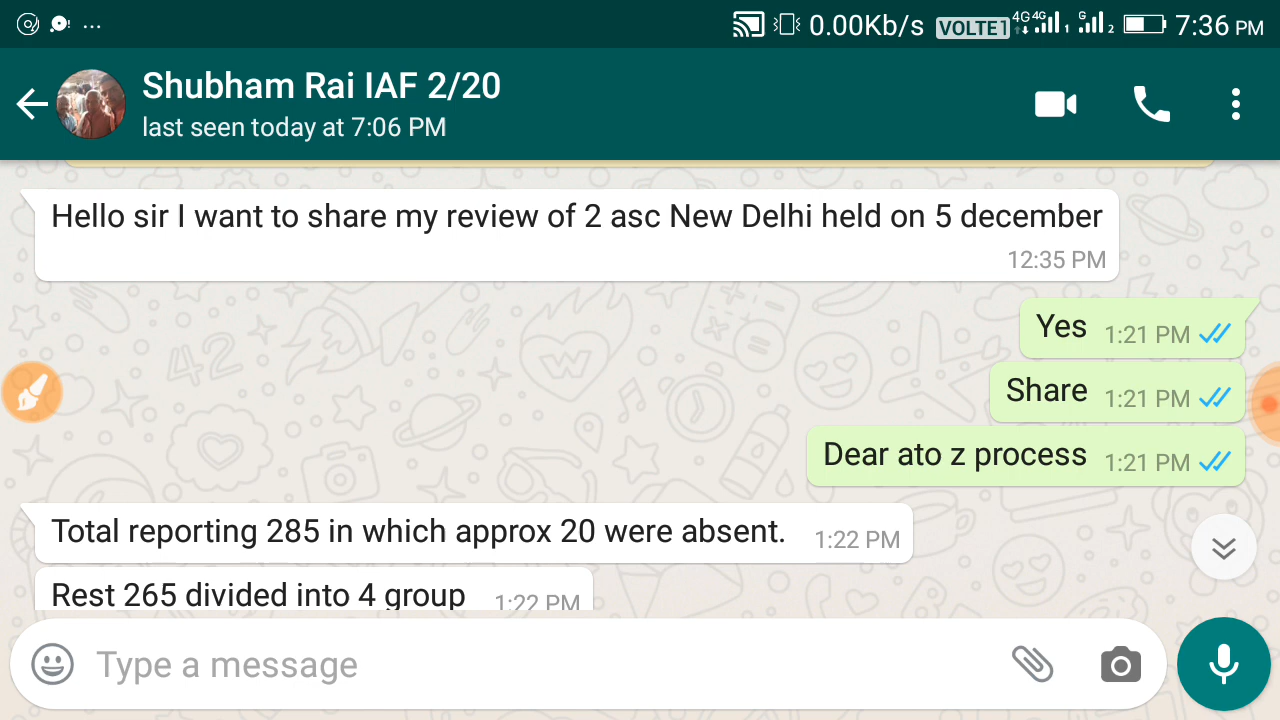 ... 0.00Kb/s VOLTE1 4G 4G 1 G 2 7:36 PM
Shubham Rai IAF 2/20
last seen today at 7:06 PM
Hello sir I want to share my review of 2 asc New Delhi held on 5 december
12:35 PM
Yes 1:21 PM
Share 1:21 PM
Dear ato z process 1:21 PM
Total reporting 285 in which approx 20 were absent. 1:22 PM
Rest 265 divided into 4 group 1:22 PM
Type a message